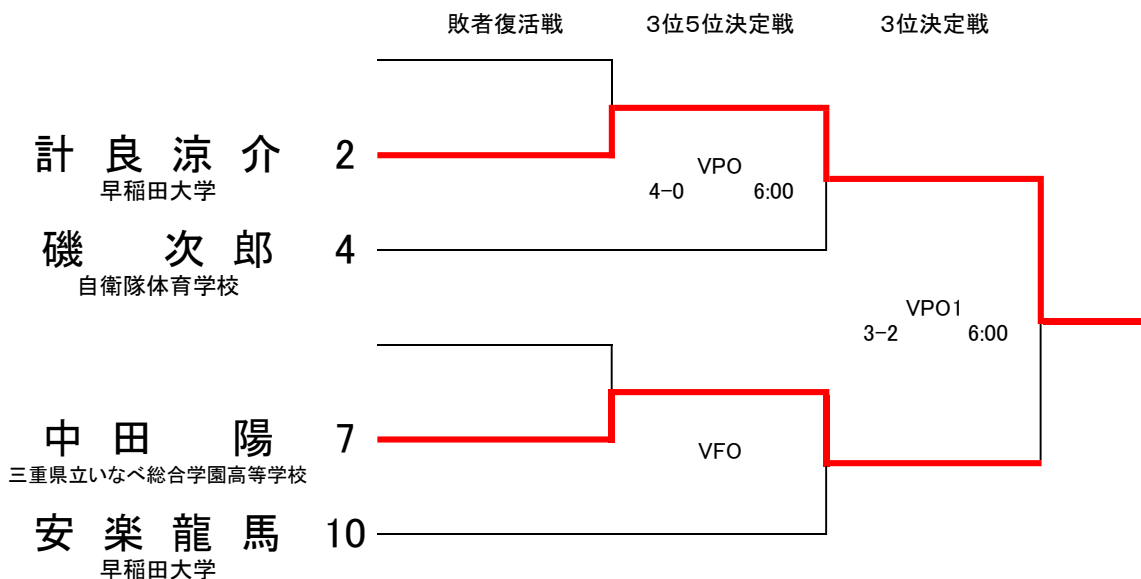 敗者復活戦 3位5位決定戦 3位決定戦
計良涼介 2
早稲田大学
VPO
4-0 6:00
磯 次郎 4
自衛隊体育学校
VPO1
3-2 6:00
中田 陽 7
三重県立いなべ総合学園高等学校
VFO
安楽龍馬 10
早稲田大学